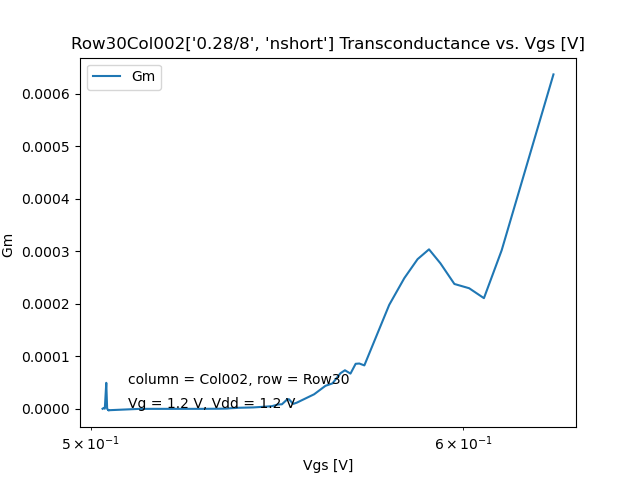 Row30Col002['0.28/8', 'nshort'] Transconductance vs. Vgs [V]
Gm
0.0006
0.0005
0.0004
0.0003
0.0002
0.0001
0.0000
Gm
column = Col002, row = Row30
Vg = 1.2 V, Vdd = 1.2 V
5 × 10⁻¹
6 × 10⁻¹
Vgs [V]